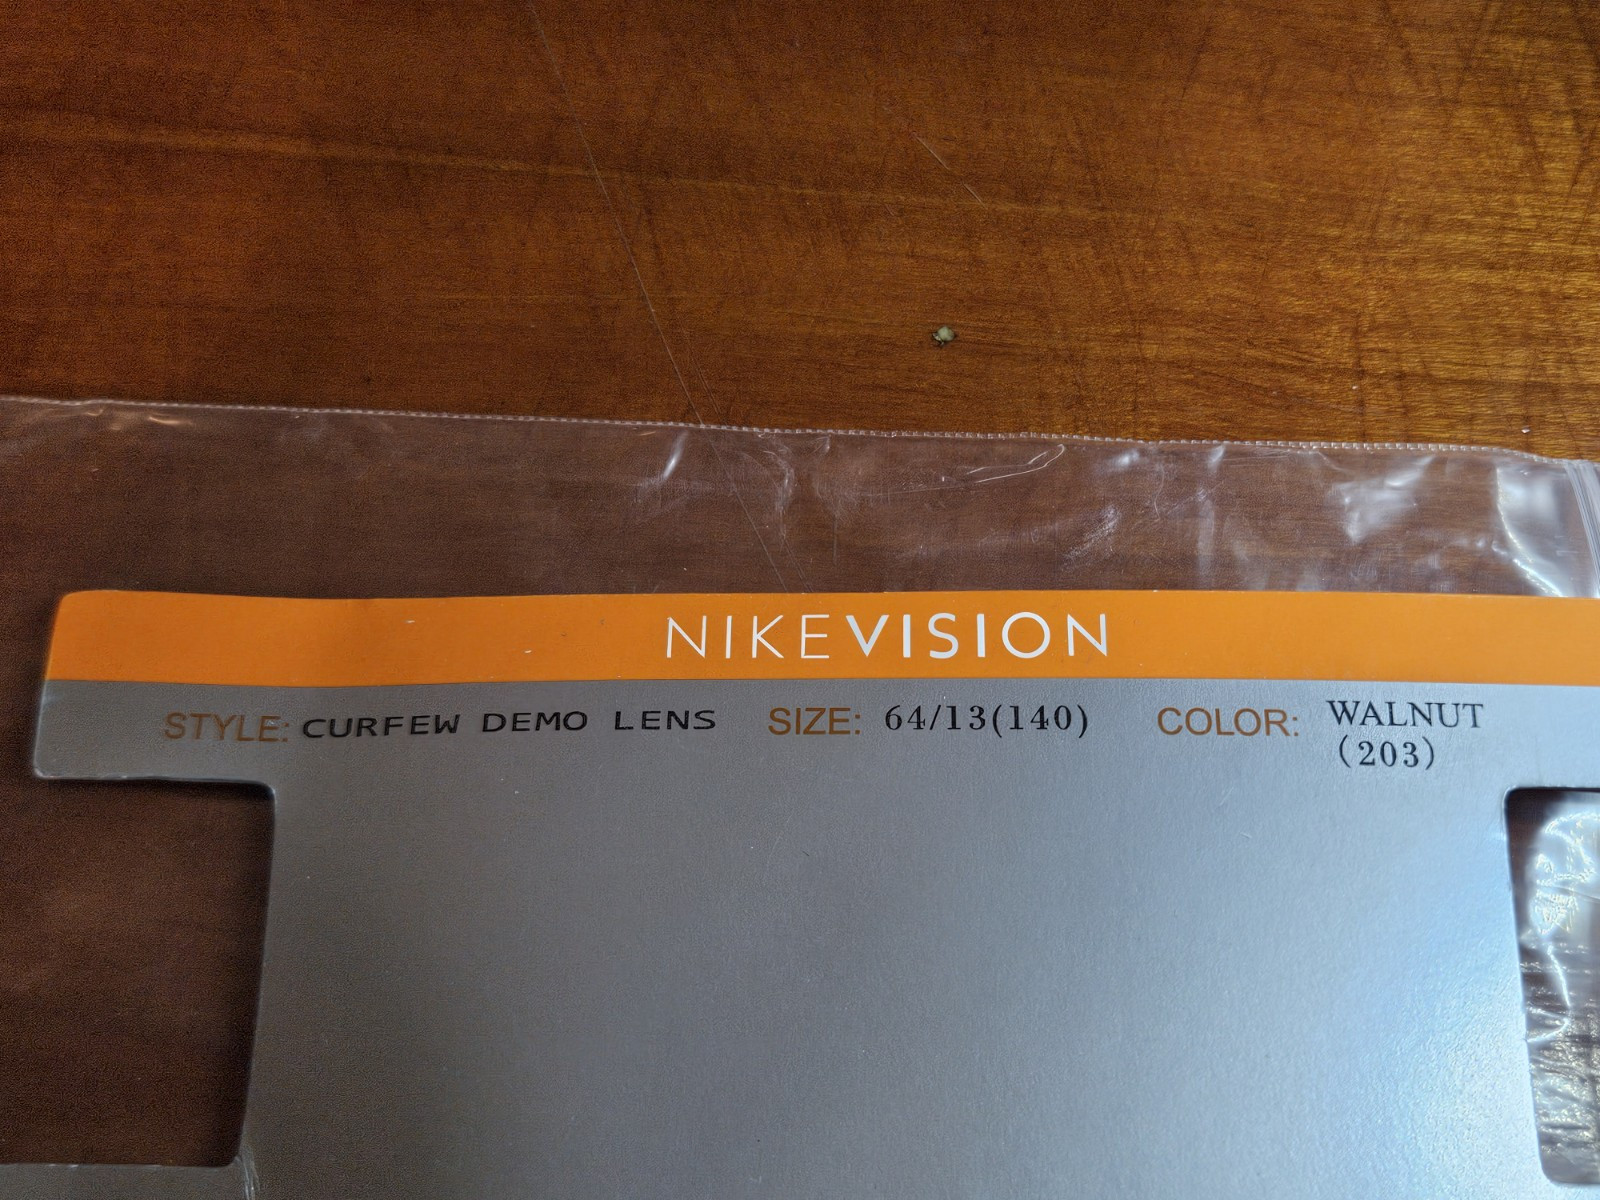 NIKEVISION
STYLE: CURFEW DEMO LENS SIZE: 64/13(140) COLOR: WALNUT
(203)